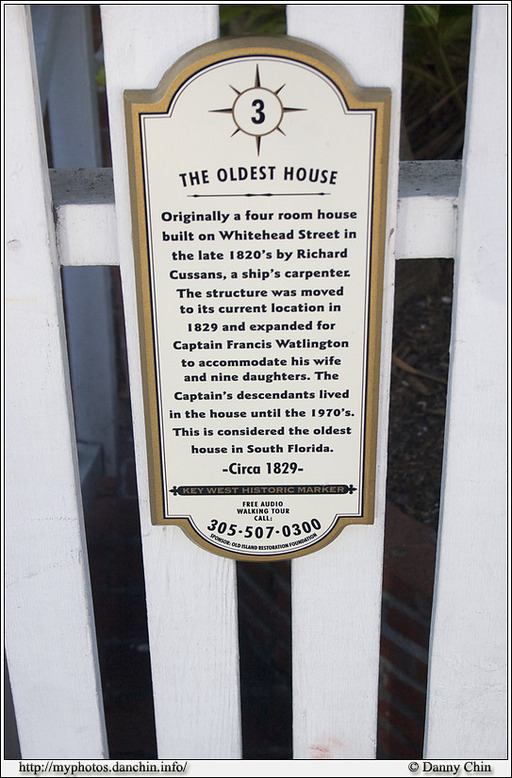 3
THE OLDEST HOUSE
Originally a four room house
built on Whitehead Street in
the late 1820's by Richard
Cussans, a ship's carpenter.
The structure was moved
to its current location in
1829 and expanded for
Captain Francis Watlington
to accommodate his wife
and nine daughters. The
Captain's descendants lived
in the house until the 1970's.
This is considered the oldest
house in South Florida.
-Circa 1829-
KEY WEST HISTORIC MARKER
FREE AUDIO
WALKING TOUR
CALL:
305-507-0300
SPONSOR: OLD ISLAND RESTORATION FOUNDATION
http://myphotos.danchin.info/
© Danny Chin